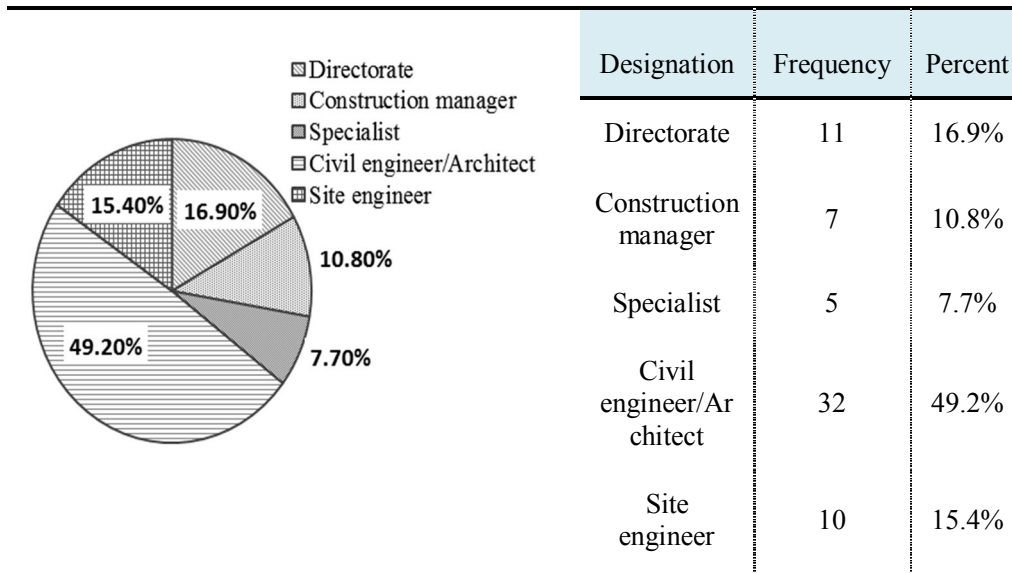 Directorate
Construction manager
Specialist
Civil engineer/Architect
Site engineer
15.40%
16.90%
10.80%
49.20%
7.70%
Designation Frequency Percent
Directorate 11 16.9%
Construction
manager 7 10.8%
Specialist 5 7.7%
Civil
engineer/Ar 32 49.2%
chitect
Site
engineer 10 15.4%